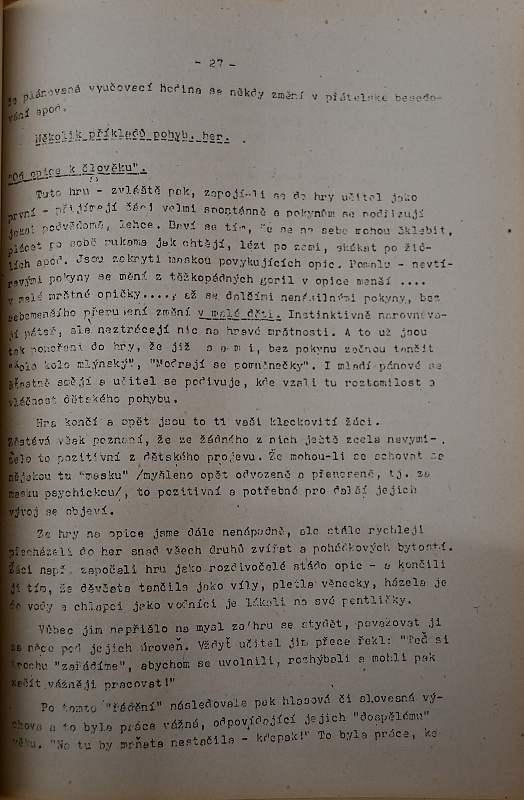 - 27 -
že plánovaná vyučovací hodina se někdy změní v přátelské besedo-
vání apod.
Několik příkladů pohyb. her.
"Od opice k člověku".
Tuto hru - zvláště pak, zapojí-li se do hry učitel jako
první - přijímají žáci velmi spontánně a pokynům se podřizují
jaksi podvědomě, lehce. Baví se tím, že se na sebe mohou šklebit,
plácat po sobě rukama jak chtějí, lézt po zemi, skákat po žid-
lích apod. Jsou zakryti maskou povykujících opic. Pomalu - nevtí-
ravými pokyny se mění z těžkopádných goril v opice menší ....
v malé mrštné opičky...., až se dalšími nenásilnými pokyny, bez
sebemenšího přerušení změní v malé děti. Instinktivně narovnáva-
jí páteř, ale neztrácejí nic na hravé mrštnosti. A to už jsou
tak ponořeni do hry, že již s a m i, bez pokynu začnou tančit
"Kolo kolo mlýnský", "Modrají se pomněnečky". I mladí pánové se
šťastně smějí a učitel se podivuje, kde vzali tu roztomilost a
vláčnost dětského pohybu.
Hra končí a opět jsou to ti vaši klackovití žáci.
Zůstává však poznání, že ze žádného z nich ještě zcela nevymi-
zelo to pozitivní z dětského projevu. Že mohou-li se schovat za
nějakou tu "masku" /myšleno opět odvozeně a přeneseně, tj. za
masku psychickou/, to pozitivní a potřebné pro další jejich
vývoj se objeví.
Ze hry na opice jsme dále nenápadně, ale stále rychleji
přecházeli do her snad všech druhů zvířat a pohádkových bytostí.
Žáci např. započali hru jako rozdivočelé stádo opic - a končili
ji tím, že děvčata tančila jako víly, pletla věnečky, házela je
do vody a chlapci jako vodníci je lákali na své pentličky.
Vůbec jim nepřišlo na mysl za hru se stydět, považovat ji
za něco pod jejich úroveň. Vždyť učitel jim přece řekl: "Teď si
trochu "zařádíme", abychom se uvolnili, rozhýbali a mohli pak
začít vážněji pracovat!"
Po tomto "řádění" následovala pak hlasová či slovesná vý-
chova a to byla práce vážná, odpovídající jejich "dospělému"
věku. "Na tu by mrňata nestačila - kdepak!" To byla práce, ke